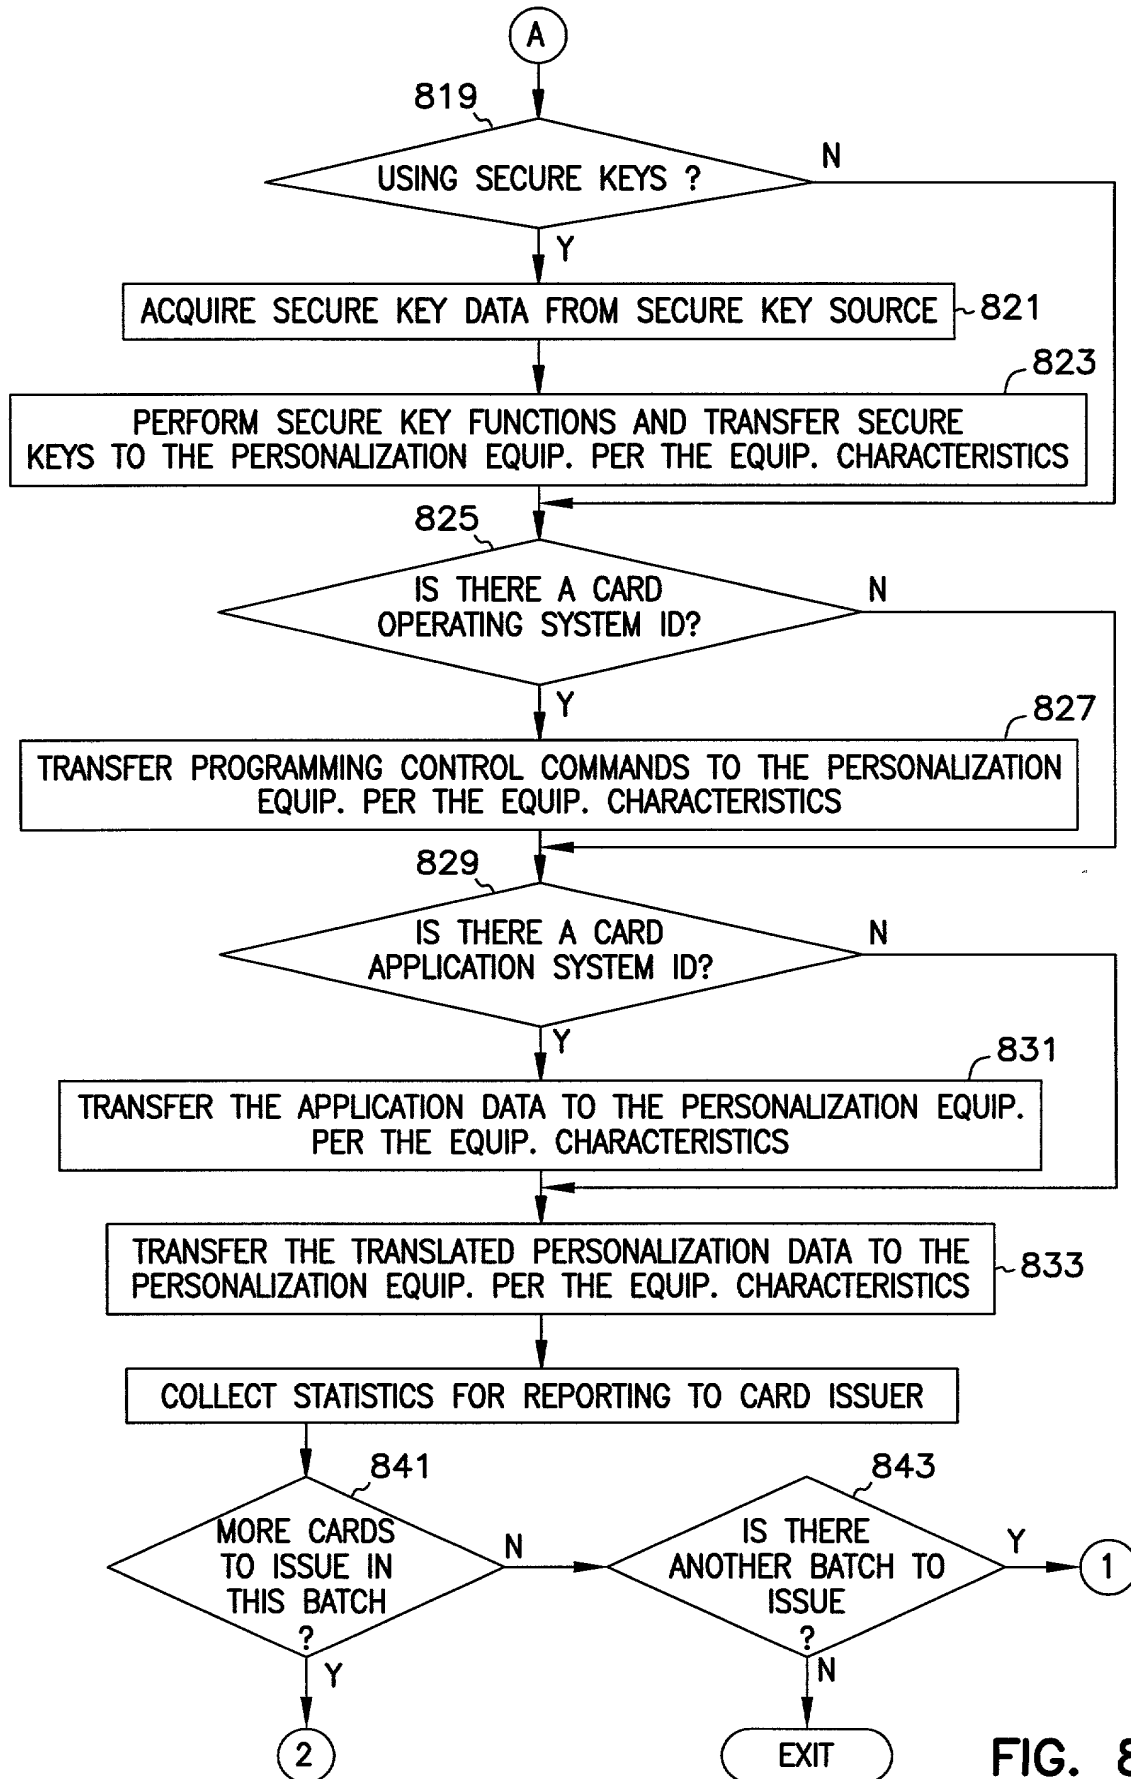 A
819
USING SECURE KEYS ?
N
Y
ACQUIRE SECURE KEY DATA FROM SECURE KEY SOURCE
821
823
PERFORM SECURE KEY FUNCTIONS AND TRANSFER SECURE
KEYS TO THE PERSONALIZATION EQUIP. PER THE EQUIP. CHARACTERISTICS
825
IS THERE A CARD
OPERATING SYSTEM ID?
N
Y
827
TRANSFER PROGRAMMING CONTROL COMMANDS TO THE PERSONALIZATION
EQUIP. PER THE EQUIP. CHARACTERISTICS
829
IS THERE A CARD
APPLICATION SYSTEM ID?
N
Y
831
TRANSFER THE APPLICATION DATA TO THE PERSONALIZATION EQUIP.
PER THE EQUIP. CHARACTERISTICS
TRANSFER THE TRANSLATED PERSONALIZATION DATA TO THE
PERSONALIZATION EQUIP. PER THE EQUIP. CHARACTERISTICS
833
COLLECT STATISTICS FOR REPORTING TO CARD ISSUER
841
MORE CARDS
TO ISSUE IN
THIS BATCH
?
N
Y
2
843
IS THERE
ANOTHER BATCH TO
ISSUE
?
Y
1
N
EXIT
FIG. 8